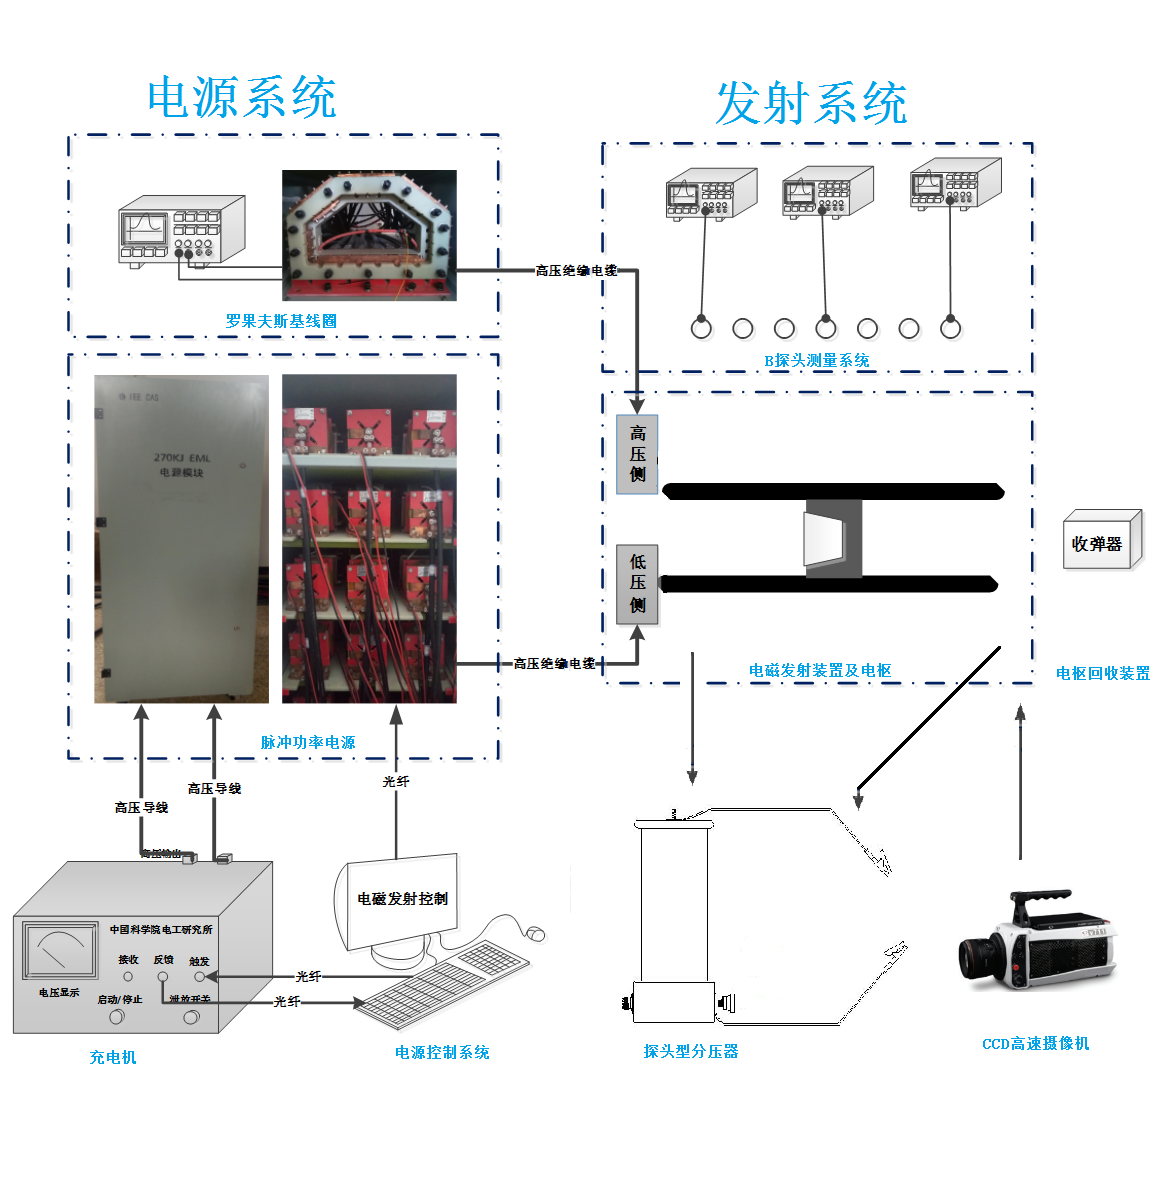 电源系统
发射系统
高压绝缘电缆
罗果夫斯基线圈
B探头测量系统
IEE CAS
270KJ EML
电源模块
高压侧
低压侧
收弹器
高压绝缘电缆
电磁发射装置及电枢
电枢回收装置
脉冲功率电源
光纤
高压导线
高压导线
高压输出
电磁发射控制
中国科学院电工研究所
接收
反馈
触发
光纤
电压显示
启动/停止
泄放开关
光纤
充电机
电源控制系统
探头型分压器
CCD高速摄像机